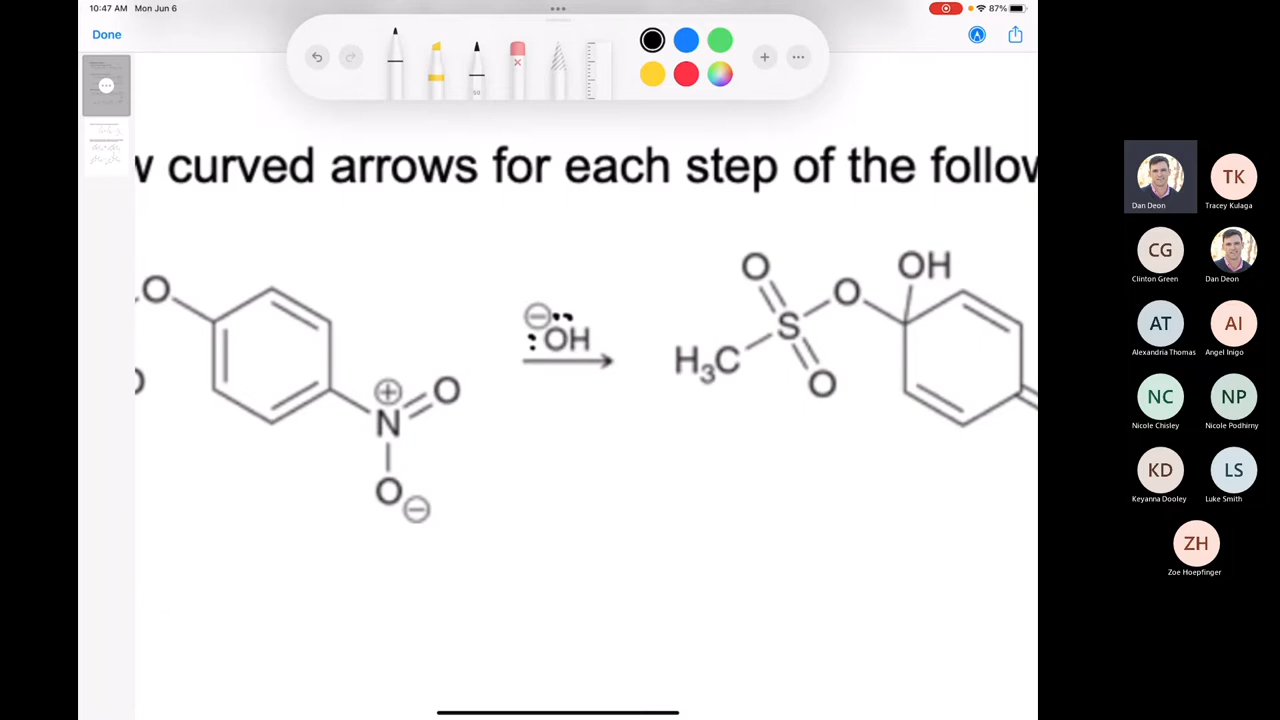 10:47 AM Mon Jun 6
87%
Done
50
w curved arrows for each step of the follow
O
N
⊕
O
O
⊖
⊖
:OH
O
S
O
O
H3C
OH
Dan Deon
TK
Tracey Kulaga
CG
Clinton Green
Dan Deon
AT
Alexandria Thomas
AI
Angel Inigo
NC
Nicole Chisley
NP
Nicole Podhirny
KD
Keyanna Dooley
LS
Luke Smith
ZH
Zoe Hoepfinger